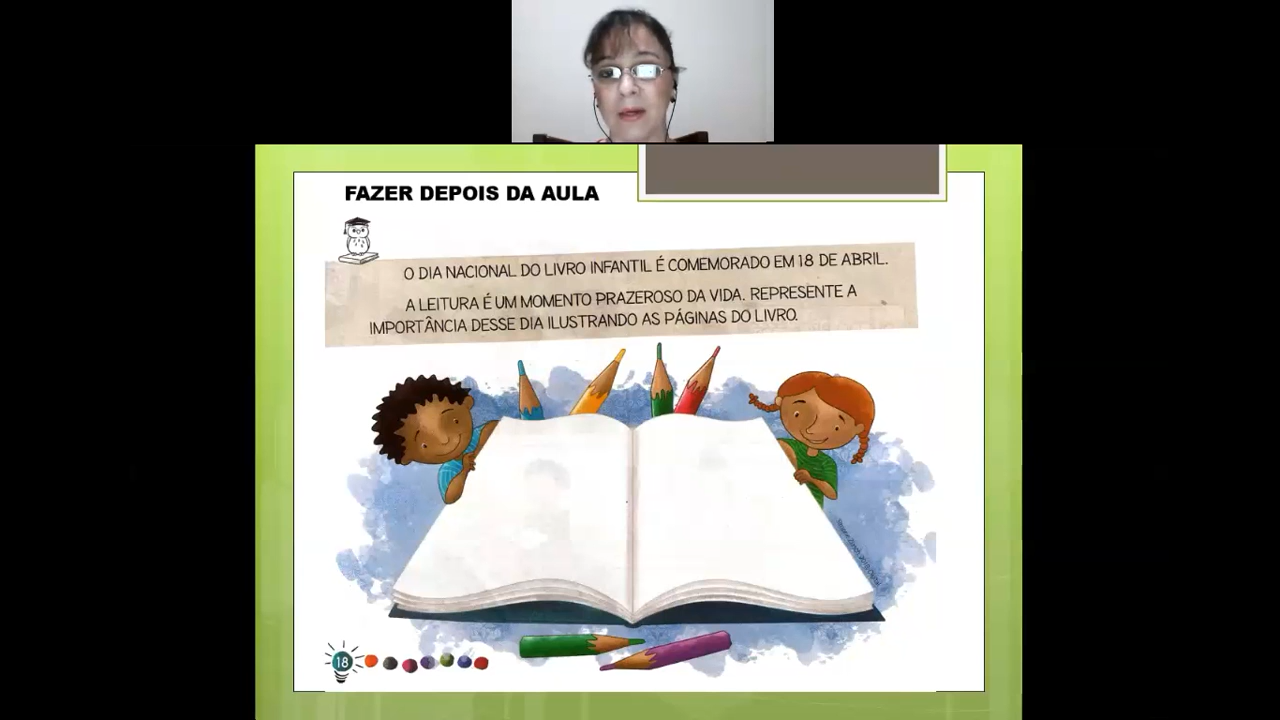 FAZER DEPOIS DA AULA
O DIA NACIONAL DO LIVRO INFANTIL É COMEMORADO EM 18 DE ABRIL.
A LEITURA É UM MOMENTO PRAZEROSO DA VIDA. REPRESENTE A
IMPORTÂNCIA DESSE DIA ILUSTRANDO AS PÁGINAS DO LIVRO.
18